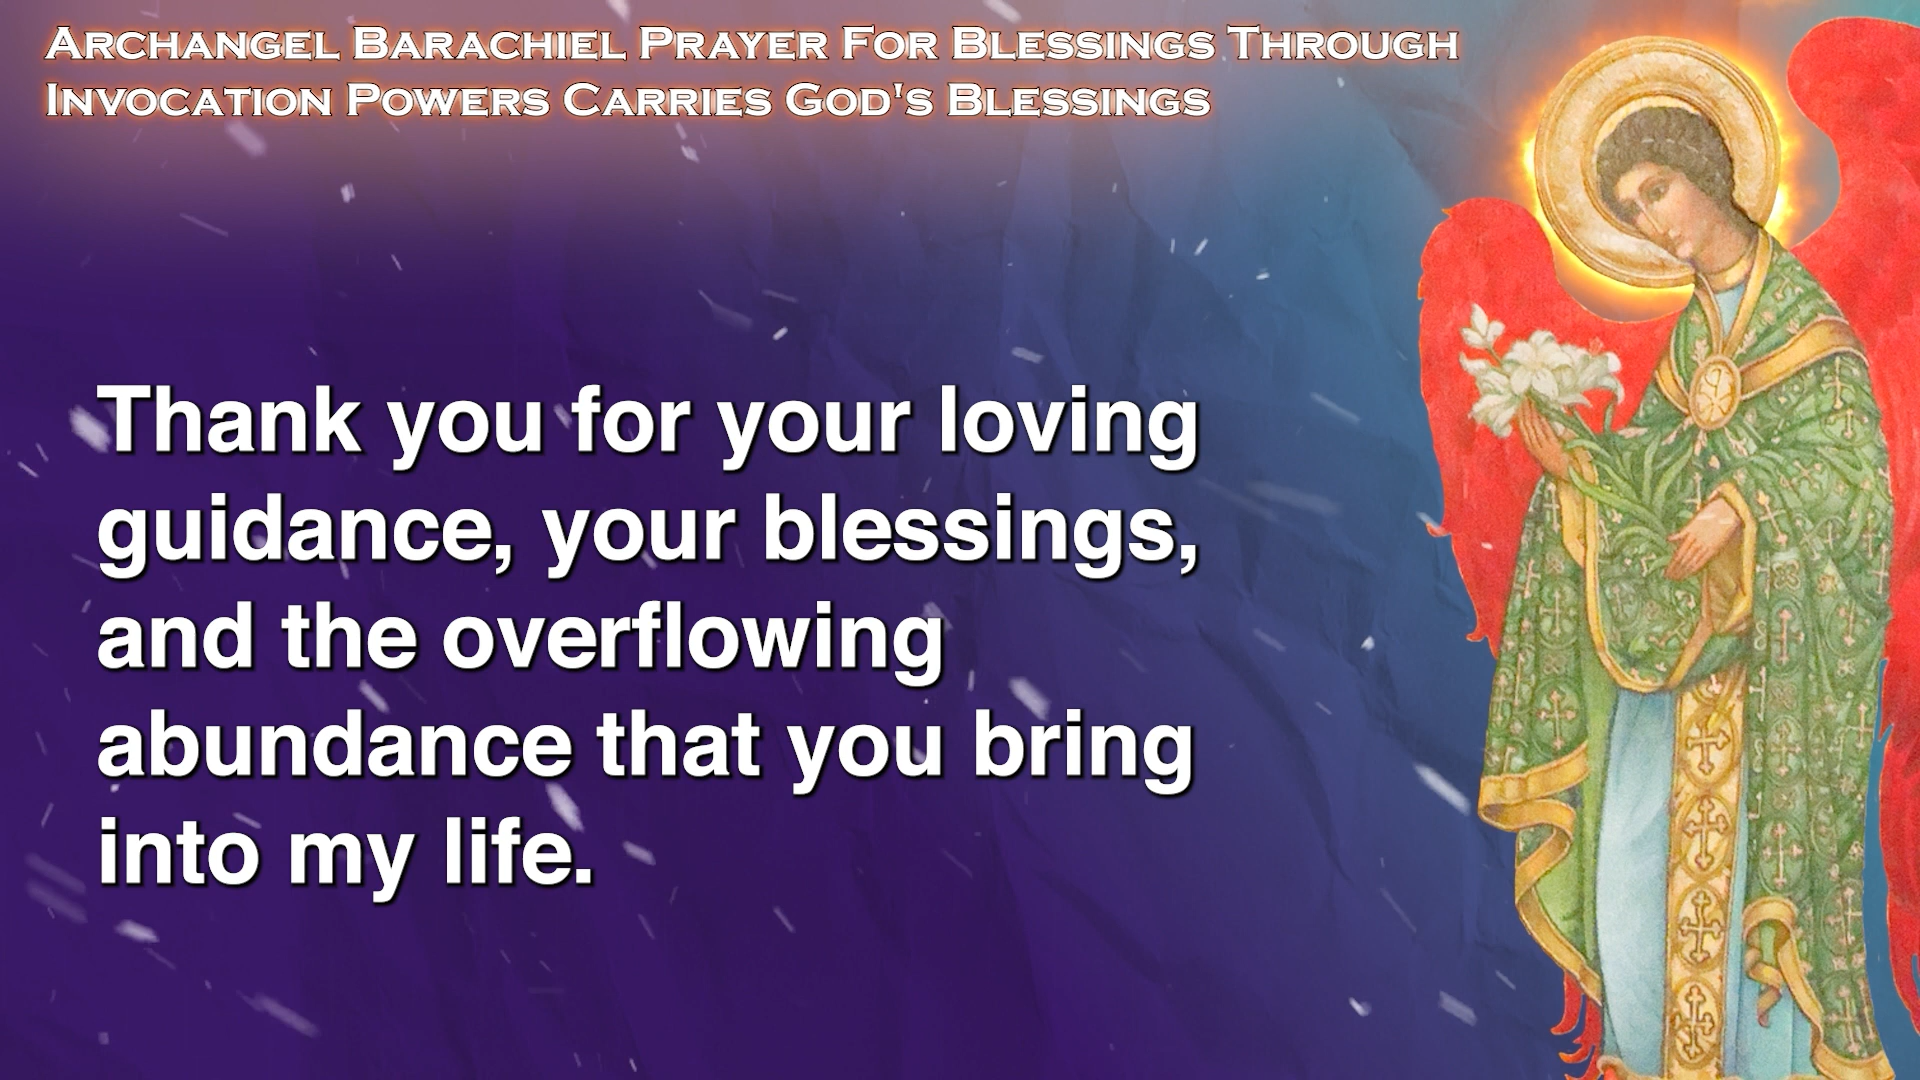 Archangel Barachiel Prayer For Blessings Through
Invocation Powers Carries God's Blessings
Thank you for your loving
guidance, your blessings,
and the overflowing
abundance that you bring
into my life.